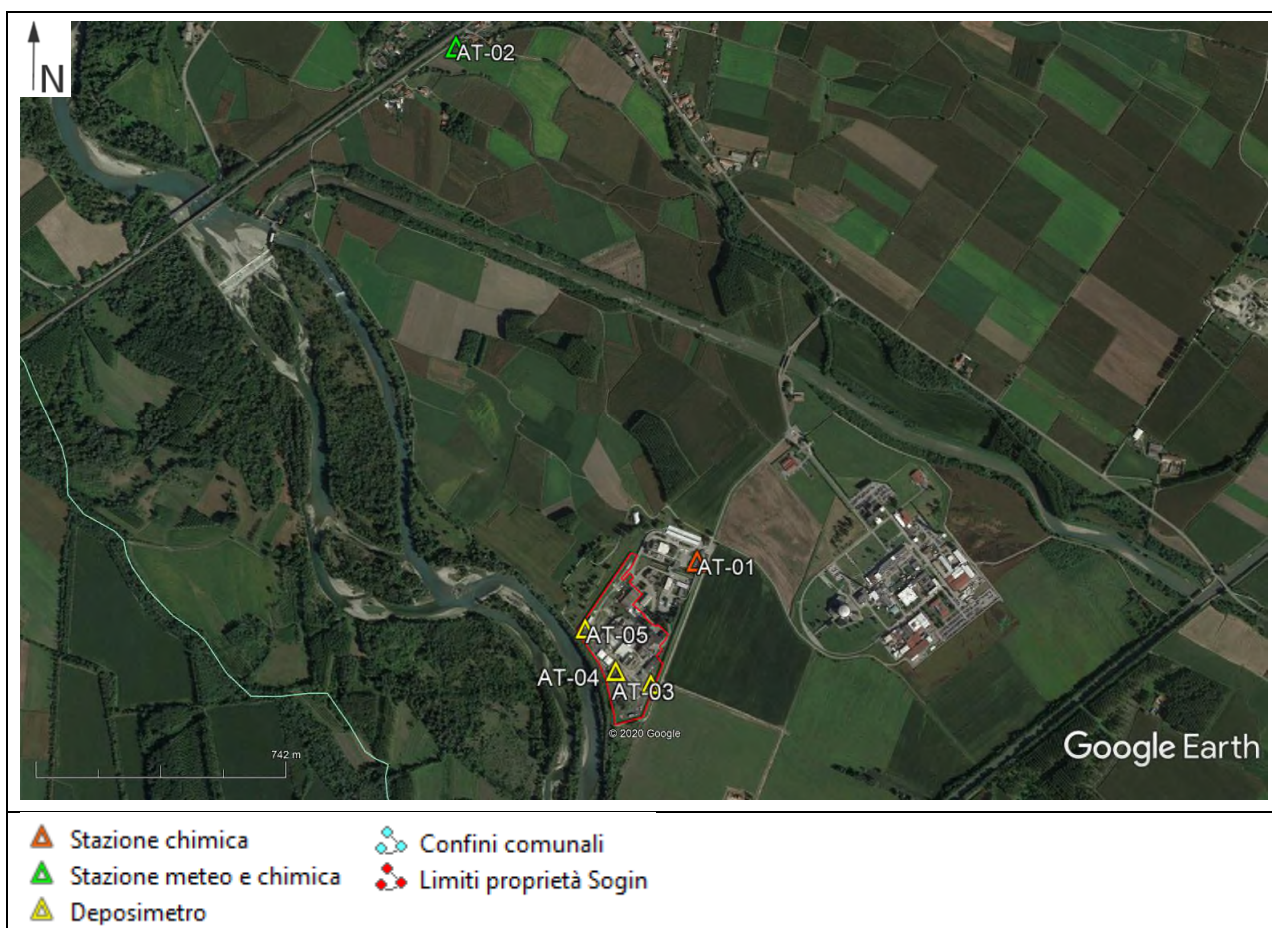 N
AT-02
AT-01
AT-05
AT-04
AT-03
© 2020 Google
742 m
Google Earth
Stazione chimica
Confini comunali
Stazione meteo e chimica
Limiti proprietà Sogin
Deposimetro